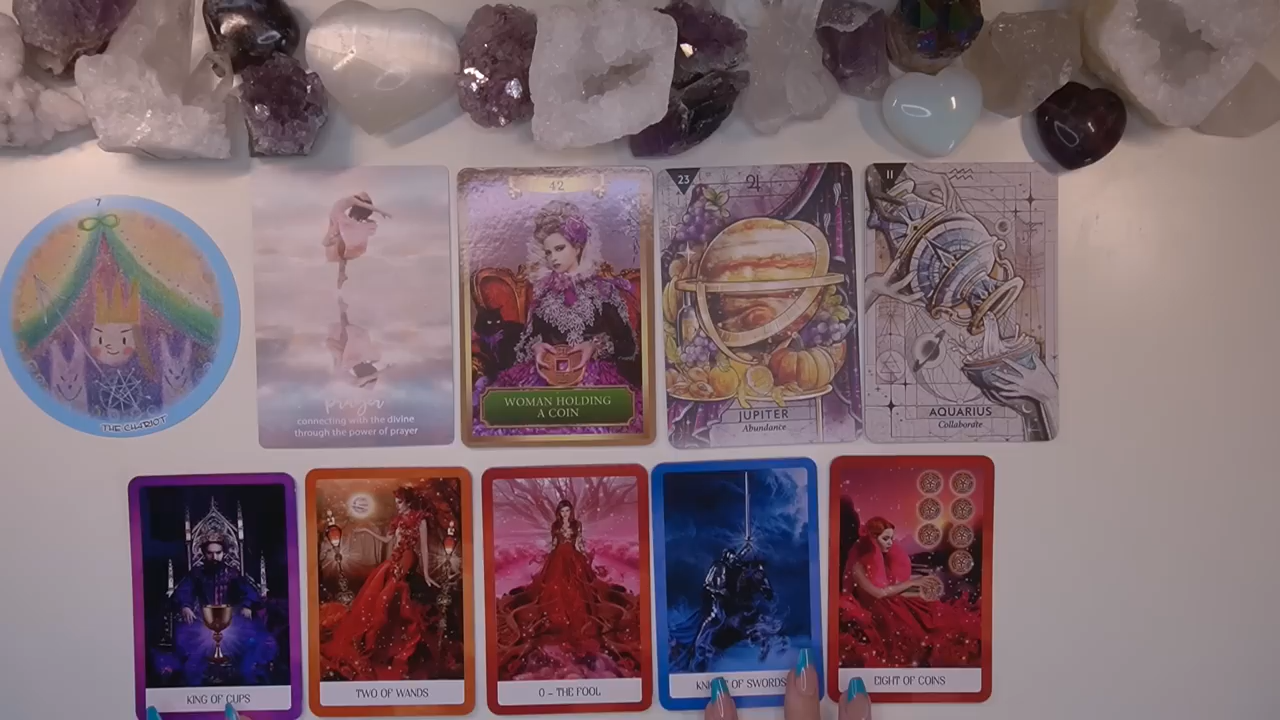 7
THE CHARIOT
prayer
connecting with the divine
through the power of prayer
42
WOMAN HOLDING
A COIN
23
JUPITER
Abundance
11
AQUARIUS
Collaborate
KING OF CUPS
TWO OF WANDS
0 – THE FOOL
KNIGHT OF SWORDS
EIGHT OF COINS